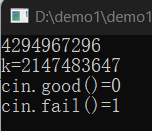 D:\demo1\demo1
4294967296
k=2147483647
cin.good()=0
cin.fail()=1